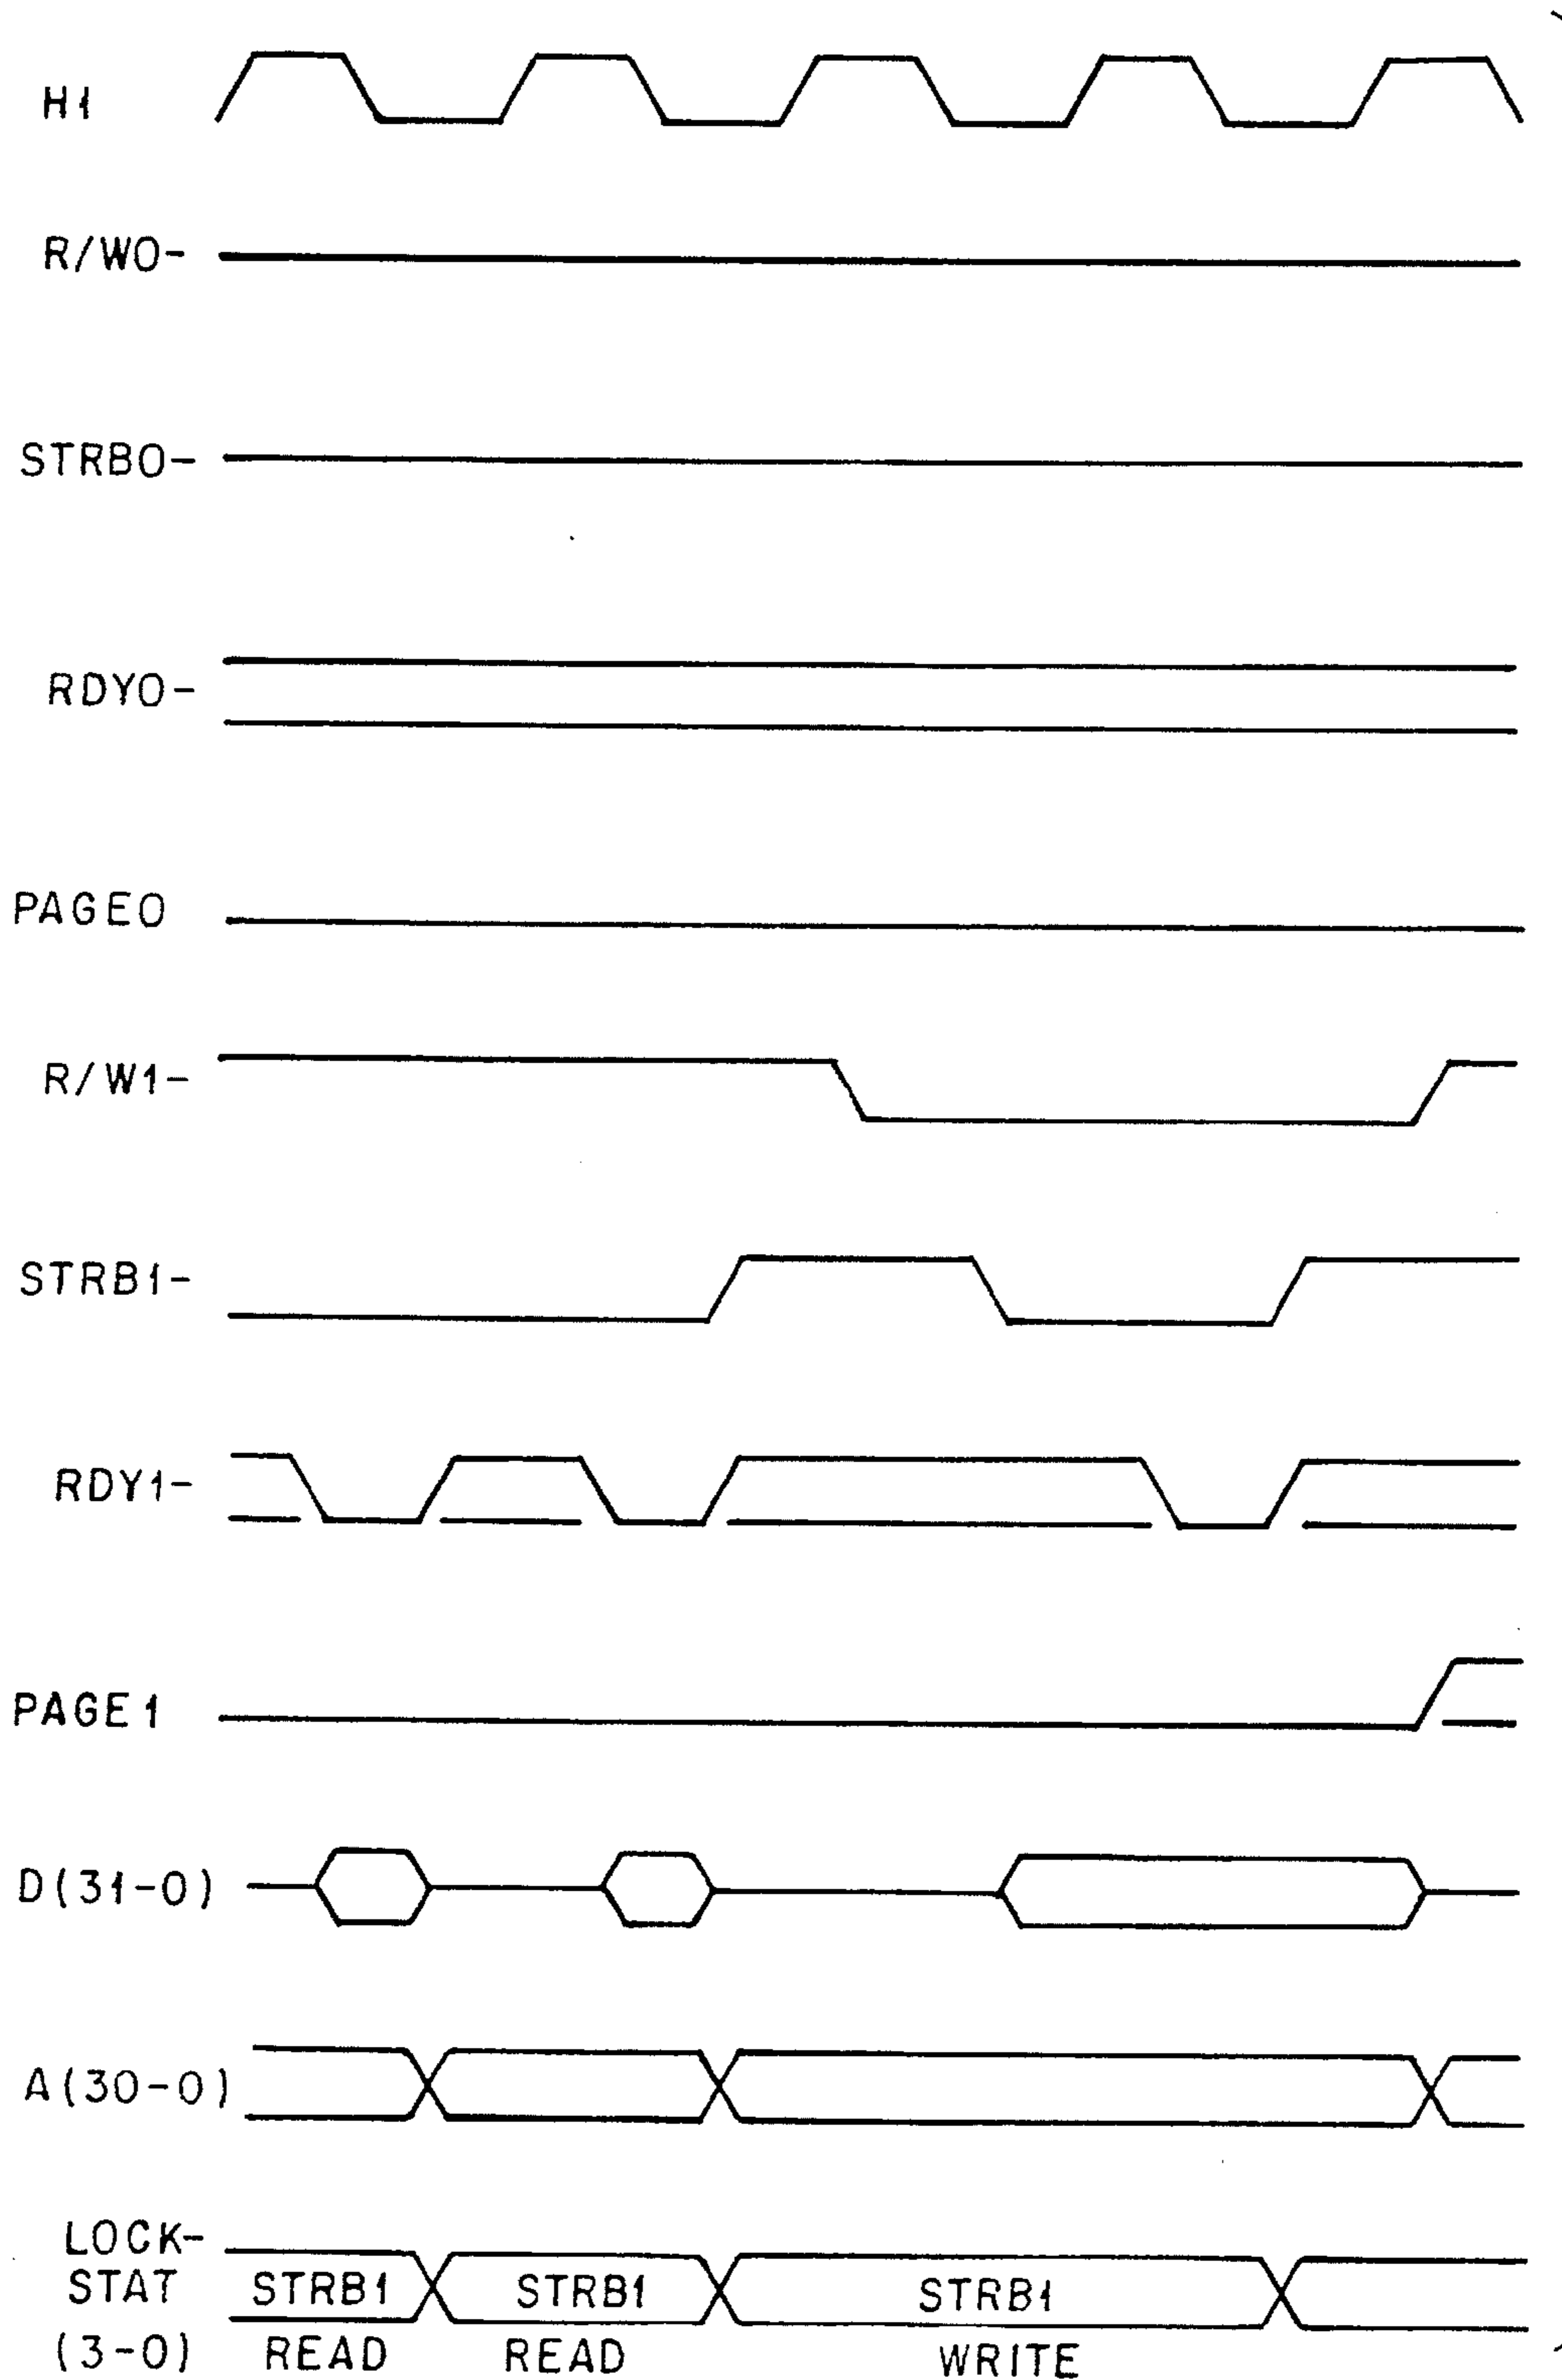 H1
R/W0-
STRB0-
RDY0-
PAGE0
R/W1-
STRB1-
RDY1-
PAGE1
D(31-0)
A(30-0)
LOCK-
STAT STRB1 STRB1 STRB1
(3-0) READ READ WRITE